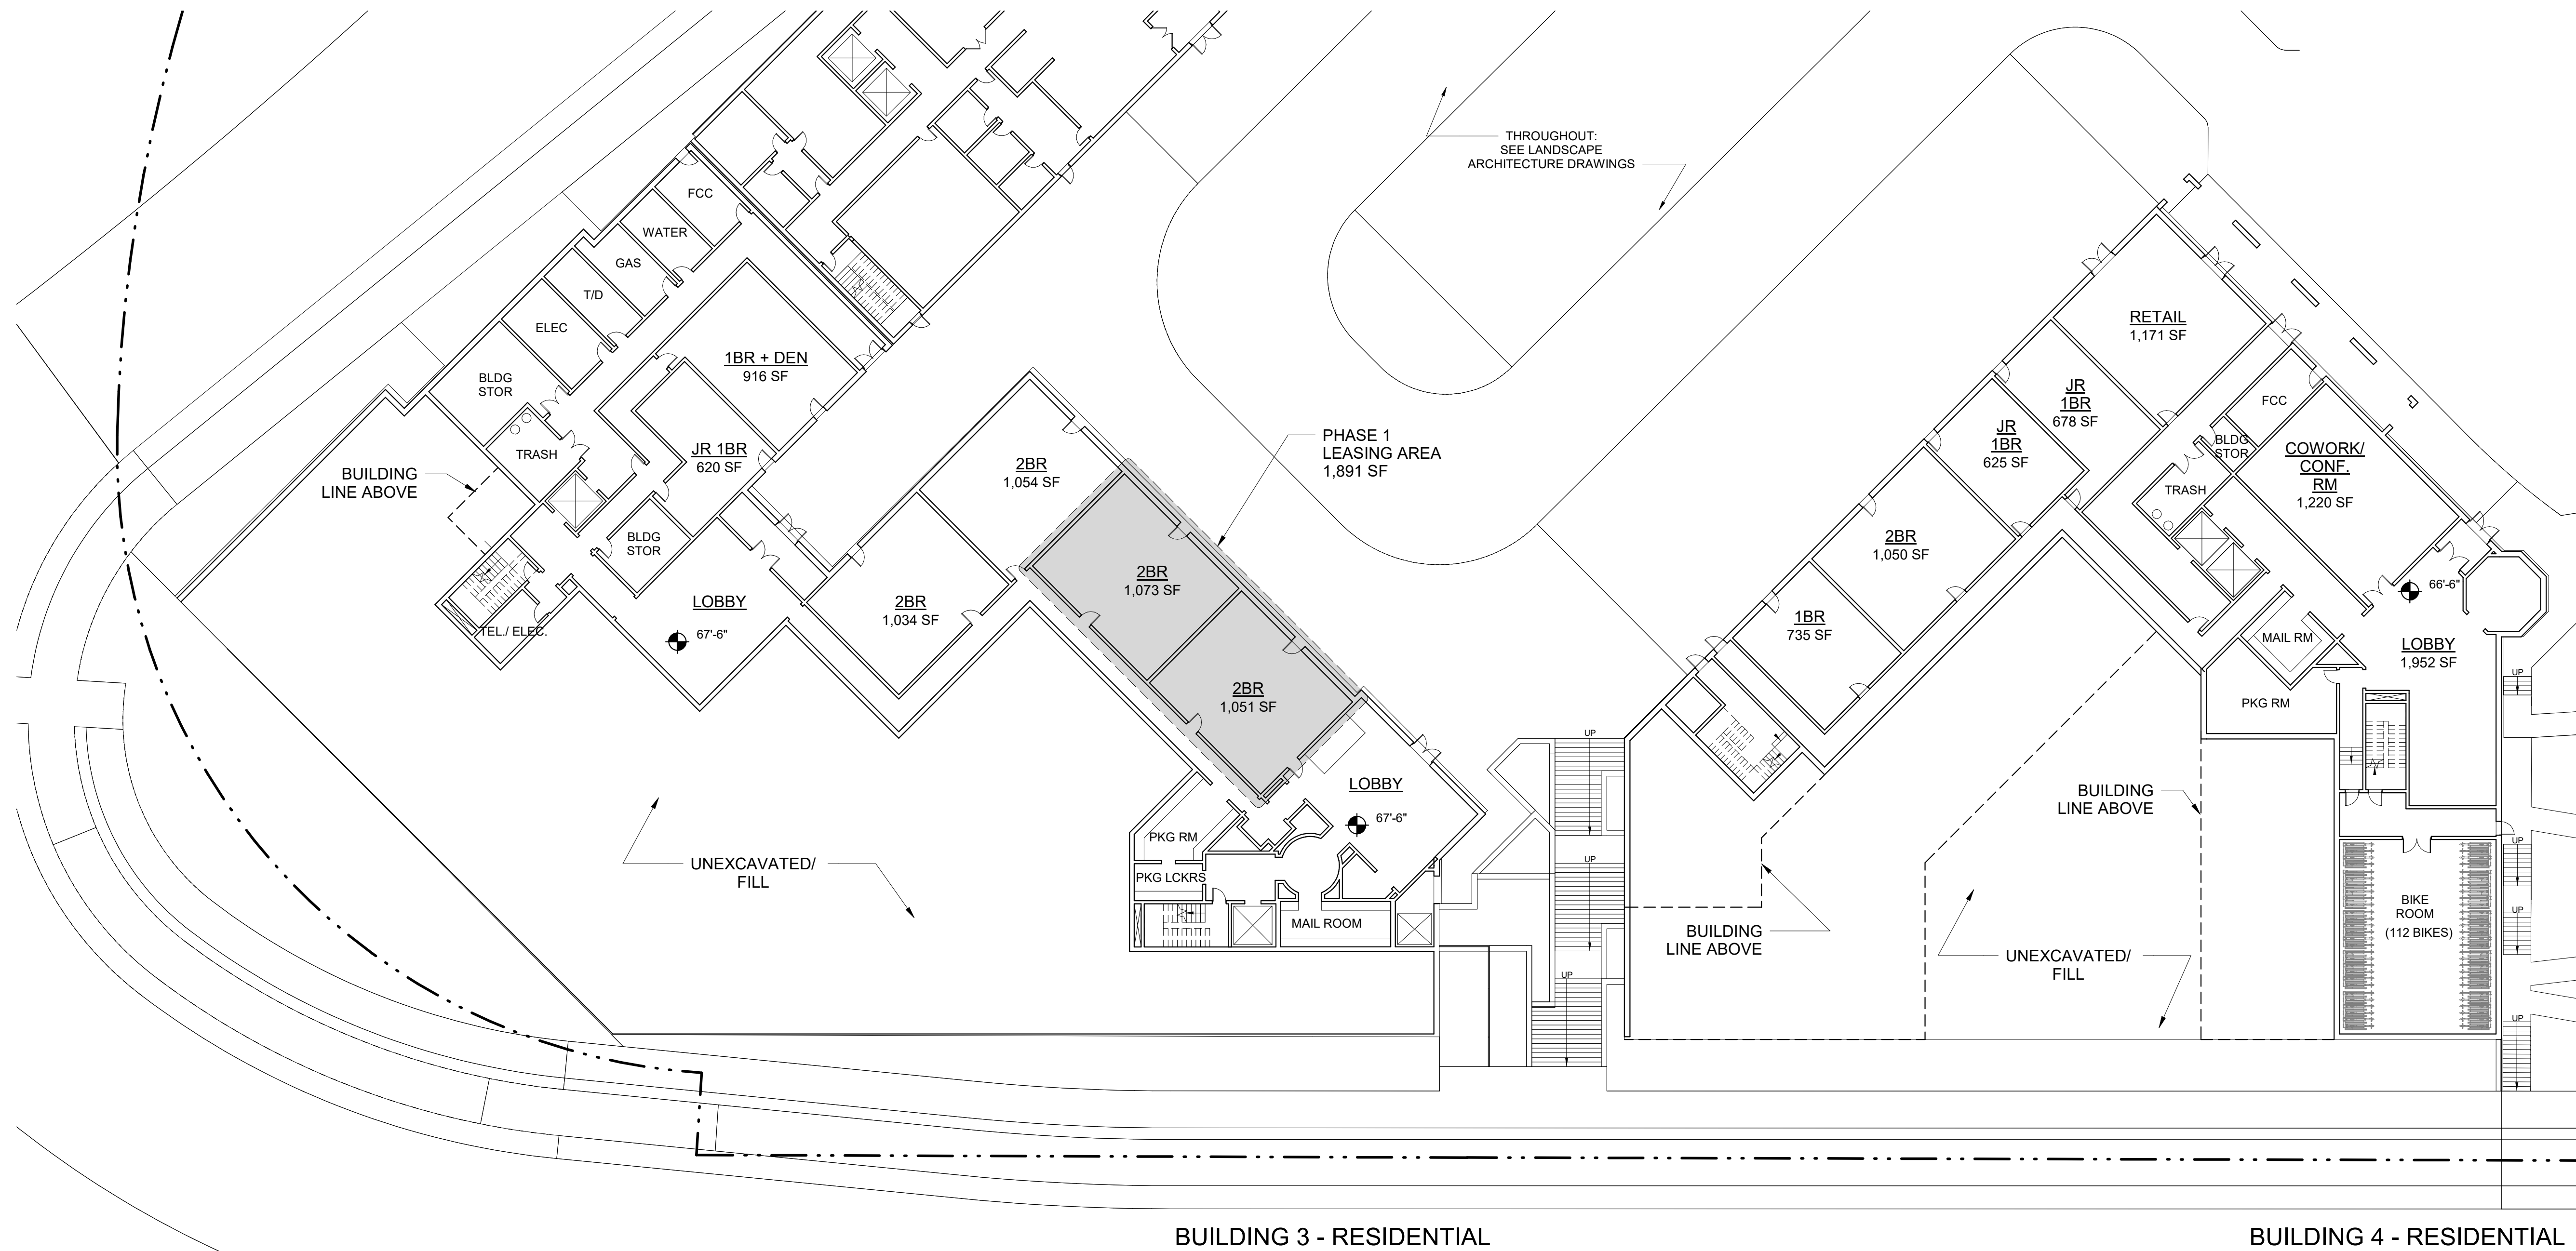 THROUGHOUT:
SEE LANDSCAPE
ARCHITECTURE DRAWINGS
FCC
WATER
GAS
T/D
ELEC
BLDG
STOR
TRASH
1BR + DEN
916 SF
JR 1BR
620 SF
BUILDING
LINE ABOVE
BLDG
STOR
TEL./ ELEC.
LOBBY
67'-6"
2BR
1,054 SF
2BR
1,034 SF
PHASE 1
LEASING AREA
1,891 SF
2BR
1,073 SF
2BR
1,051 SF
LOBBY
67'-6"
PKG RM
PKG LCKRS
MAIL ROOM
UNEXCAVATED/
FILL
UP
UP
UP
RETAIL
1,171 SF
JR
1BR
678 SF
JR
1BR
625 SF
2BR
1,050 SF
1BR
735 SF
FCC
BLDG
STOR
TRASH
COWORK/
CONF.
RM
1,220 SF
66'-6"
MAIL RM
LOBBY
1,952 SF
PKG RM
BUILDING
LINE ABOVE
BUILDING
LINE ABOVE
UNEXCAVATED/
FILL
BIKE
ROOM
(112 BIKES)
UP
UP
UP
UP
BUILDING 3 - RESIDENTIAL
BUILDING 4 - RESIDENTIAL